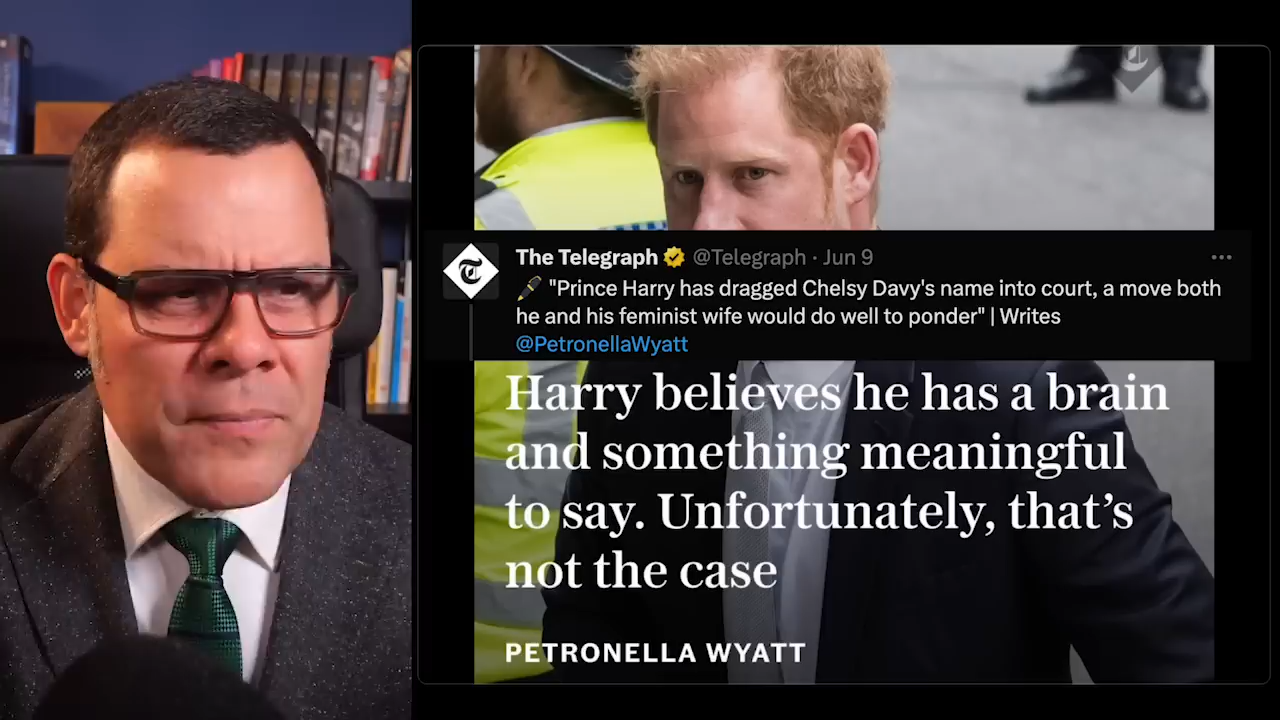 The Telegraph @Telegraph · Jun 9
🖋️ "Prince Harry has dragged Chelsy Davy's name into court, a move both
he and his feminist wife would do well to ponder" | Writes
@PetronellaWyatt
Harry believes he has a brain
and something meaningful
to say. Unfortunately, that’s
not the case
PETRONELLA WYATT